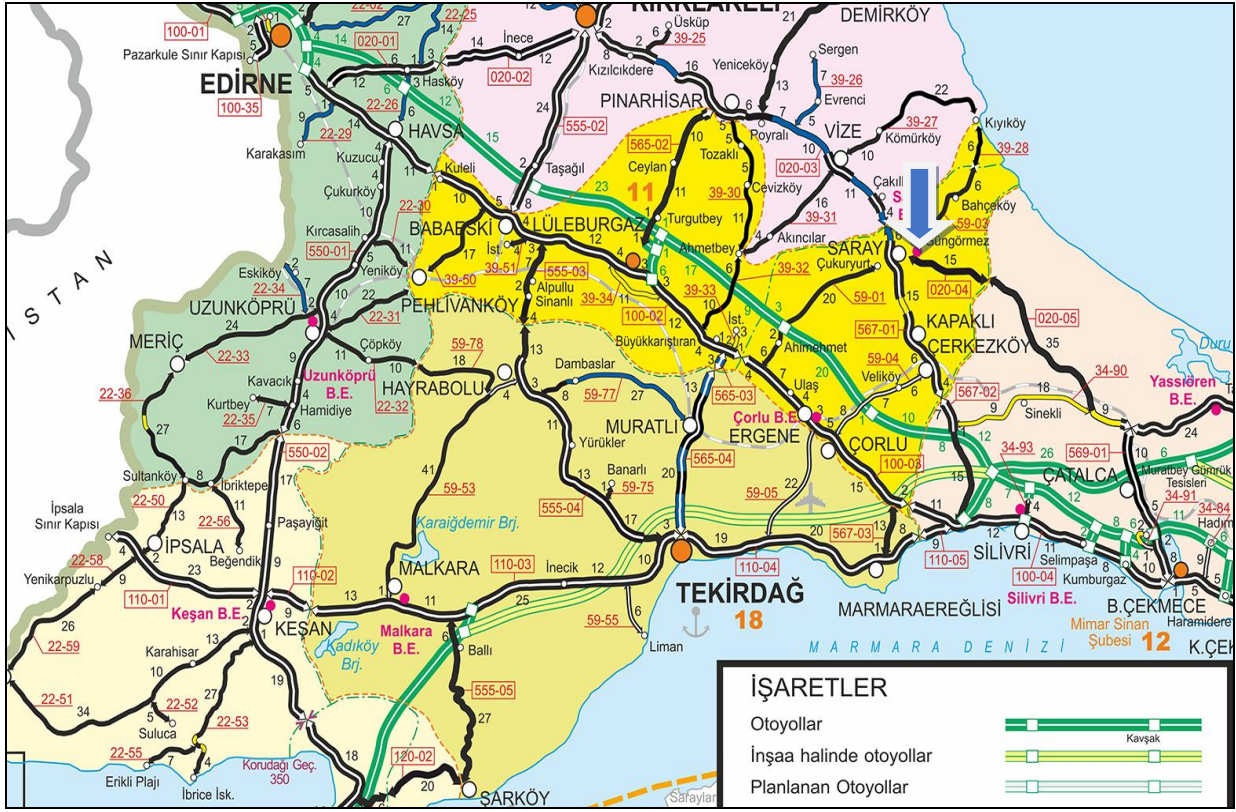 KIRKLARELİ
DEMİRKÖY
22-02
22-25
100-01
Üsküp
39-25
Pazarkule Sınır Kapısı
020-01
İnece
020-02
Kızılcıkdere
Yeniceköy
Sergen
39-26
EDİRNE
100-35
Hasköy
22-26
Evrenci
PINARHİSAR
22-29
HAVSA
555-02
565-02
Poyralı
VİZE
39-27
Kömürköy
Kıyıköy
Karakasım
Kuzucu
Kuleli
Taşağıl
Ceylan
Tozaklı
020-03
39-28
Çukurköy
11
39-30
Cevizköy
39-31
Bahçeköy
59-03
22-30
Kırcasalih
BABAESKİ
LÜLEBURGAZ
Turgutbey
Akıncılar
SARAY
Güngörmez
550-01
Yeniköy
39-50
İst.
39-51
555-03
Ahmetbey
39-32
Çukuryurt
020-04
Eskiköy
22-34
UZUNKÖPRÜ
PEHLİVANKÖY
Alpullu
Sinanlı
39-34
39-33
59-01
567-01
KAPAKLI
020-05
22-31
100-02
İst.
ÇERKEZKÖY
MERİÇ
22-33
Çöpköy
59-78
Büyükkarıştıran
Ahimehmet
59-04
Veliköy
Duru
Uzunköprü
B.E.
22-32
HAYRABOLU
Dambaslar
59-77
565-03
Ulaş
567-02
34-90
Yassıören
B.E.
22-36
Kavacık
Kurtbey
22-35
Hamidiye
MURATLI
Çorlu B.E.
ERGENE
Sinekli
550-02
Yürükler
565-04
ÇORLU
100-03
34-93
569-01
ÇATALCA
Muratbey Gümrük
Tesisleri
Sultanköy
İbriktepe
59-53
Banarlı
59-75
59-05
34-91
34-84
22-50
22-56
Paşayiğit
555-04
567-03
Hadım
İpsala
Sınır Kapısı
İPSALA
Beğendik
Karaiğdemir Brj.
110-05
SİLİVRİ
Selimpaşa
22-58
Yenikarpuzlu
110-02
MALKARA
110-03
İnecik
110-04
100-04
Kumburgaz
TEKİRDAĞ
18
MARMARAEREĞLİSİ
Silivri B.E.
B.ÇEKMECE
Haramidere
110-01
Keşan B.E.
KEŞAN
Malkara
B.E.
59-55
Liman
Mimar Sinan
Şubesi
12
22-59
Karahisar
Kadıköy
Brj.
Ballı
MARMARA DENİZİ
K.ÇEK
22-51
22-52
Suluca
22-53
555-05
İŞARETLER
Otoyollar
Kavşak
22-55
Erikli Plajı
İbrice İsk.
Korudağı Geç.
350
120-02
ŞARKÖY
İnşaa halinde otoyollar
Planlanan Otoyollar
Saraylar
İSTAN